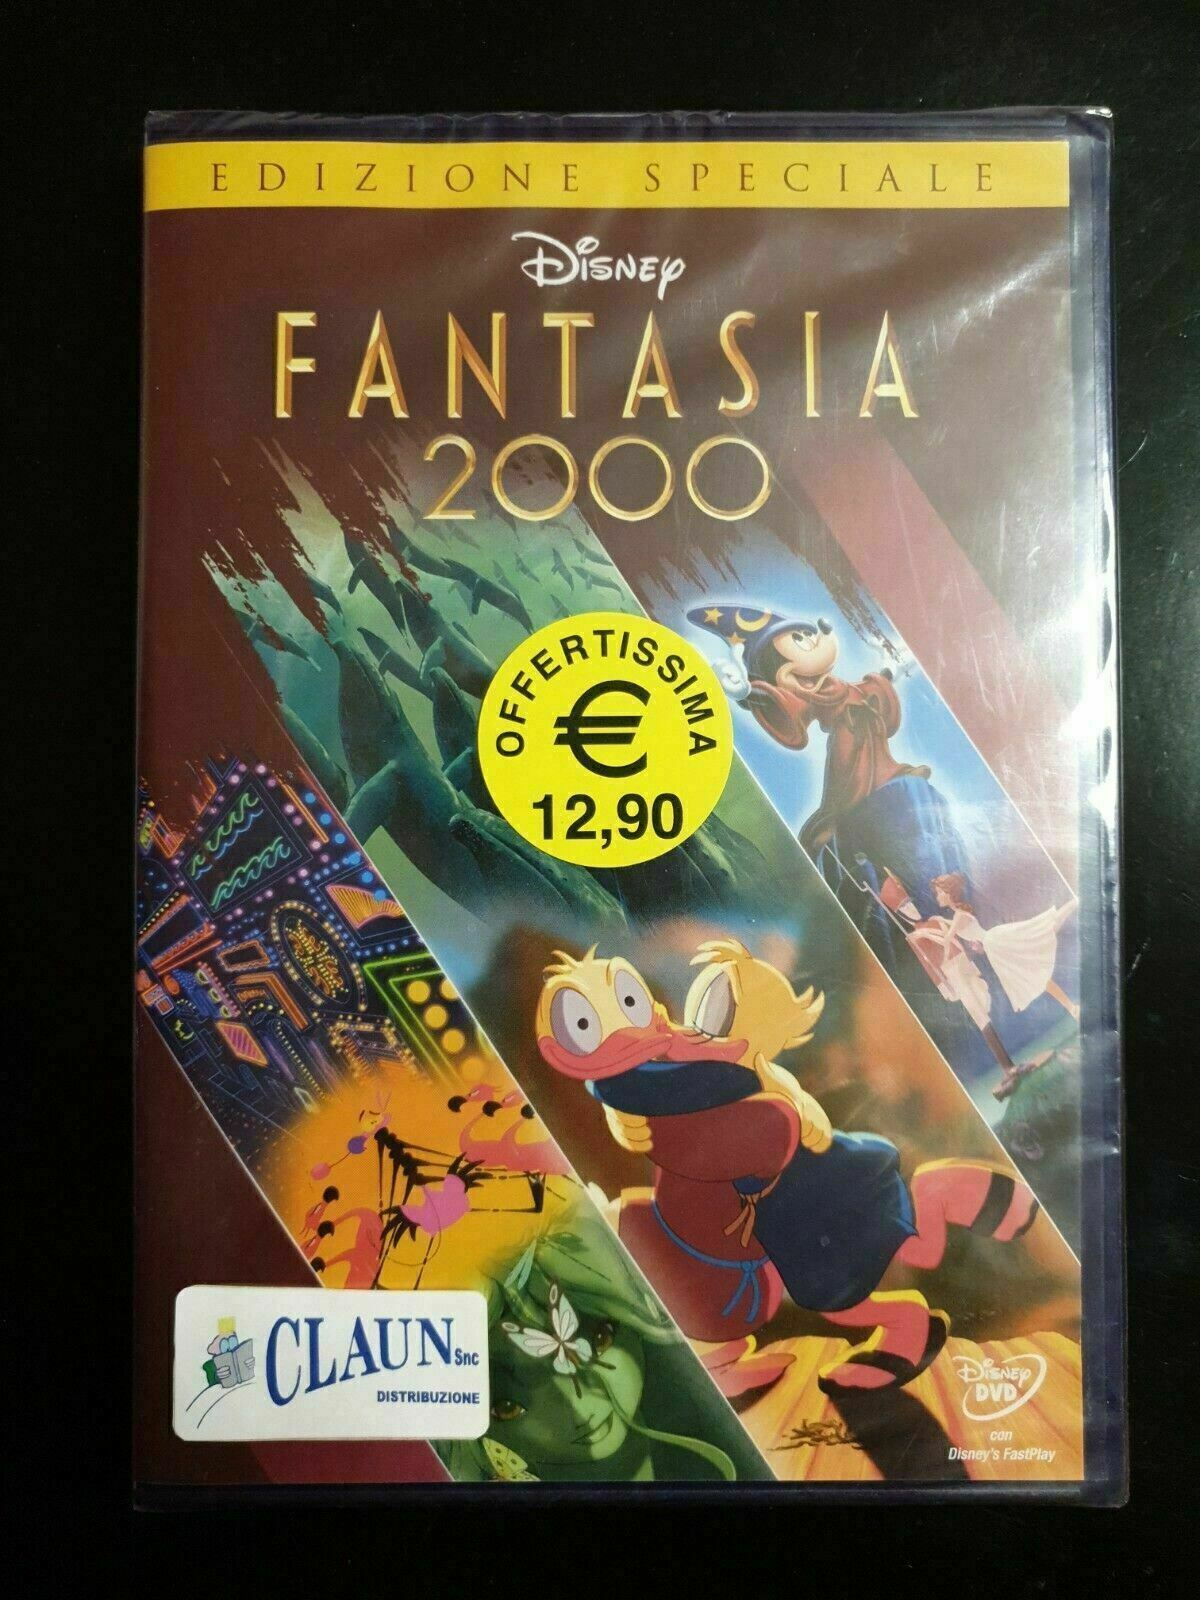 EDIZIONE SPECIALE
DISNEY
FANTASIA
2000
OFFERTISSIMA
€
12,90
CLAUN Snc
DISTRIBUZIONE
DISNEY
DVD
con
Disney's FastPlay